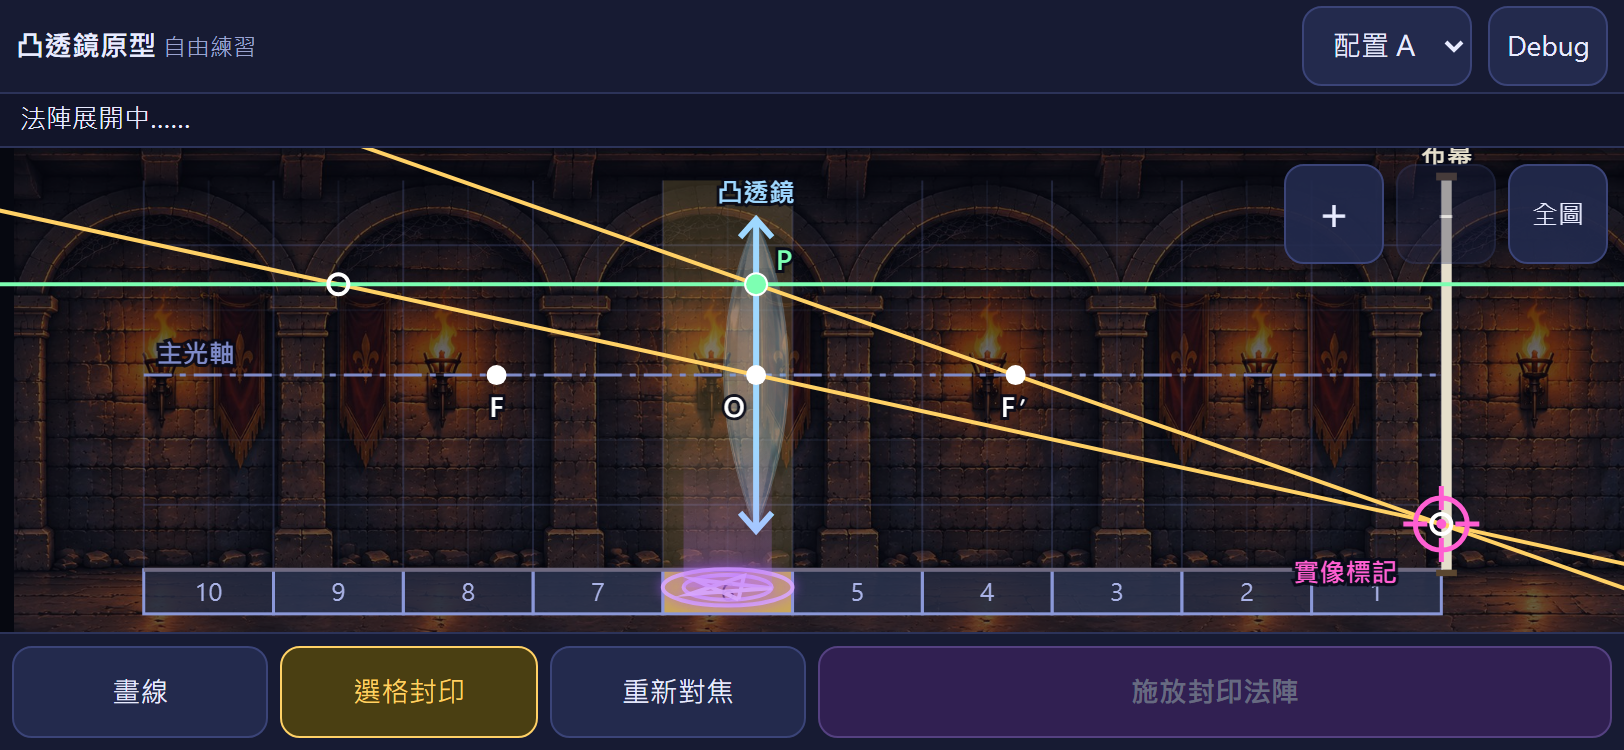 凸透鏡原型 自由練習
配置 A
Debug
法陣展開中......
布幕
凸透鏡
+
-
全圖
P
主光軸
F
O
F′
實像標記
10 9 8 7 5 4 3 2 1
畫線
選格封印
重新對焦
施放封印法陣